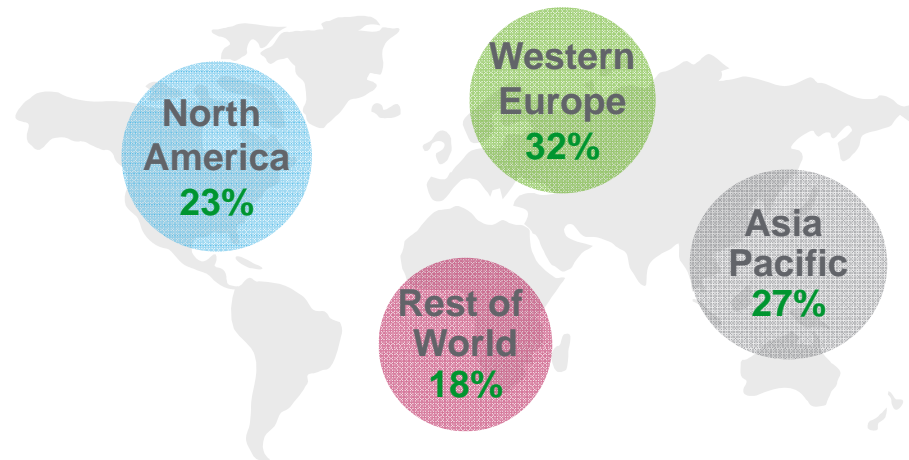 North
America
23%
Western
Europe
32%
Asia
Pacific
27%
Rest of
World
18%